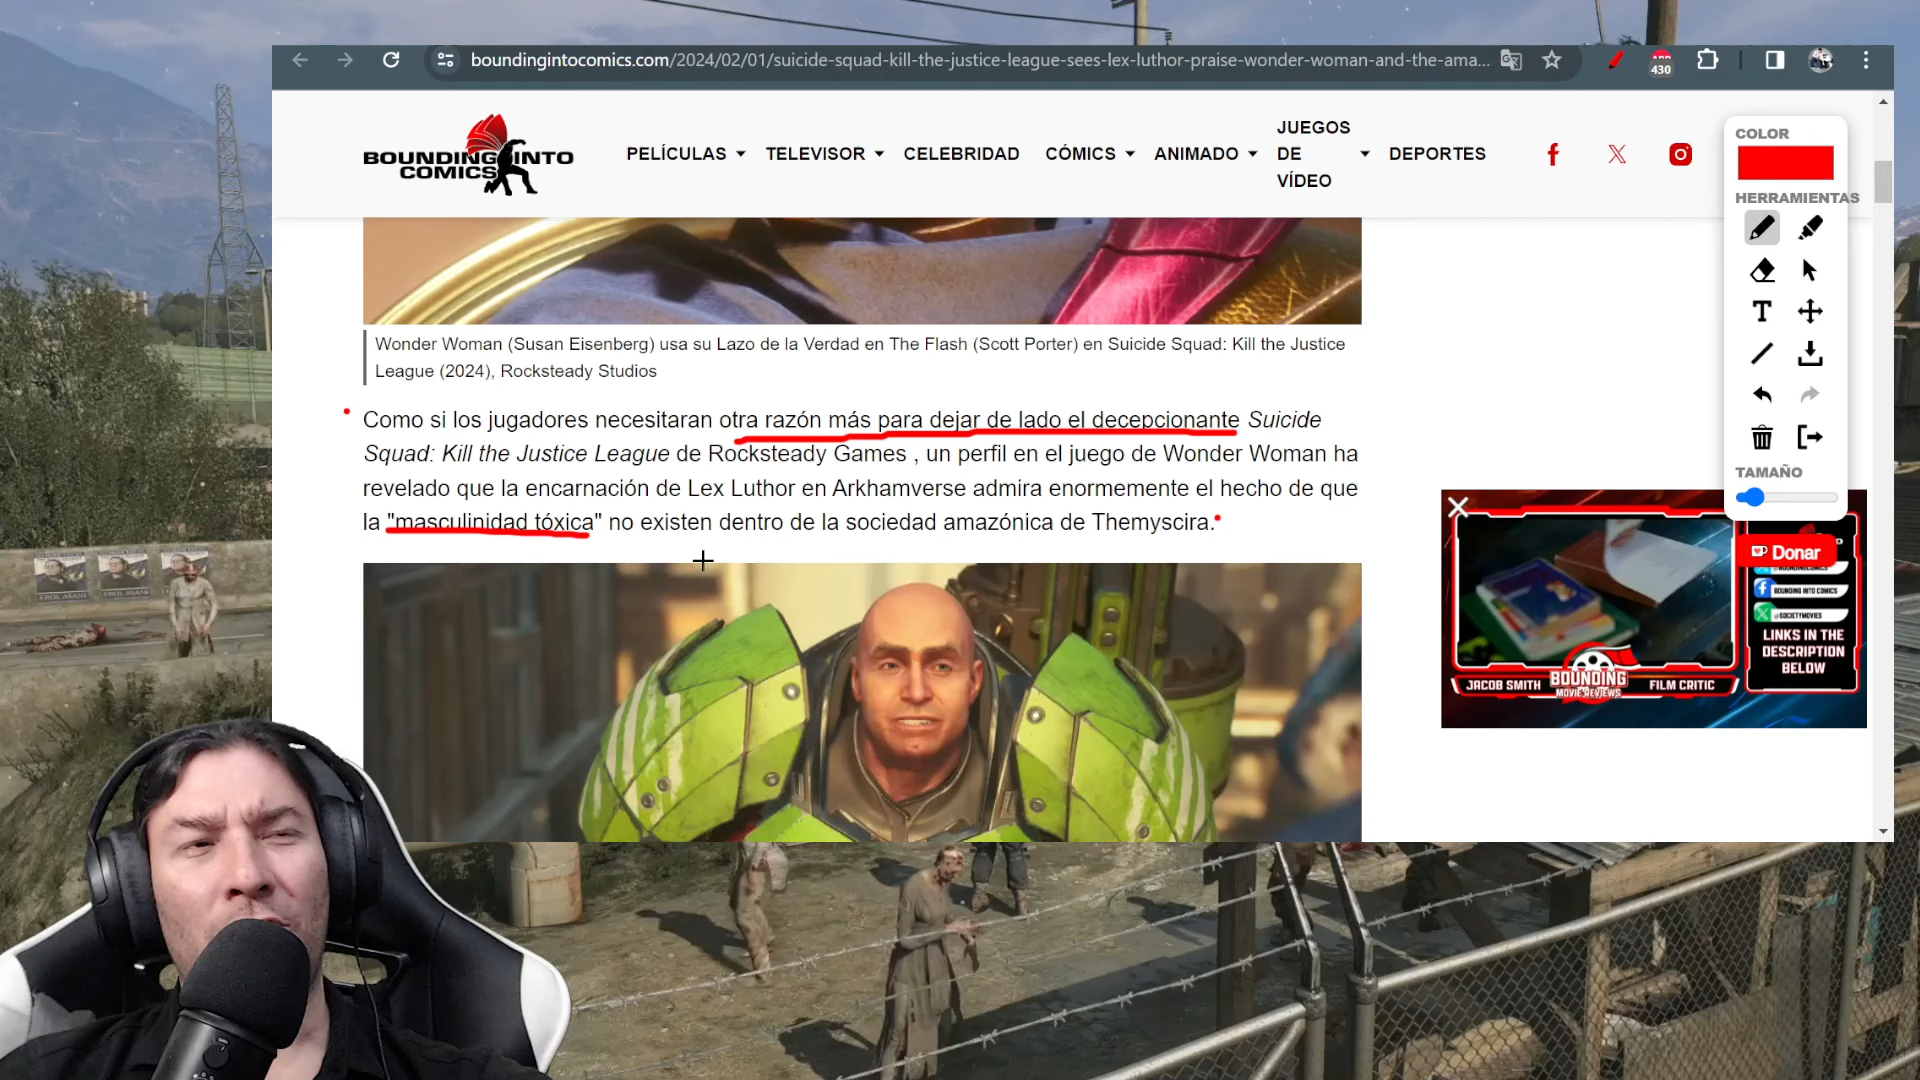 boundingintocomics.com/2024/02/01/suicide-squad-kill-the-justice-league-sees-lex-luthor-praise-wonder-woman-and-the-ama...
430
BOUNDING INTO
COMICS
PELÍCULAS
TELEVISOR
CELEBRIDAD
CÓMICS
ANIMADO
JUEGOS
DE
VÍDEO
DEPORTES
COLOR
HERRAMIENTAS
TAMAÑO
Wonder Woman (Susan Eisenberg) usa su Lazo de la Verdad en The Flash (Scott Porter) en Suicide Squad: Kill the Justice
League (2024), Rocksteady Studios
Como si los jugadores necesitaran otra razón más para dejar de lado el decepcionante Suicide
Squad: Kill the Justice League de Rocksteady Games , un perfil en el juego de Wonder Woman ha
revelado que la encarnación de Lex Luthor en Arkhamverse admira enormemente el hecho de que
la "masculinidad tóxica" no existen dentro de la sociedad amazónica de Themyscira.
Donar
BOUNDING INTO COMICS
@SOCIETYMOVIES
LINKS IN THE
DESCRIPTION
BELOW
JACOB SMITH
BOUNDING
MOVIE REVIEWS
FILM CRITIC
EROL ASANI